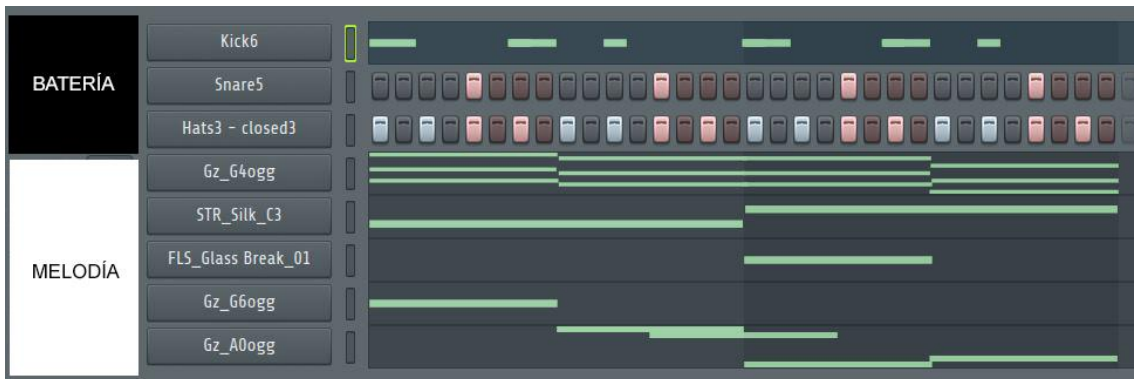 BATERÍA
Kick6
Snare5
Hats3 - closed3
MELODÍA
Gz_G4ogg
STR_Silk_C3
FLS_Glass Break_01
Gz_G6ogg
Gz_A0ogg